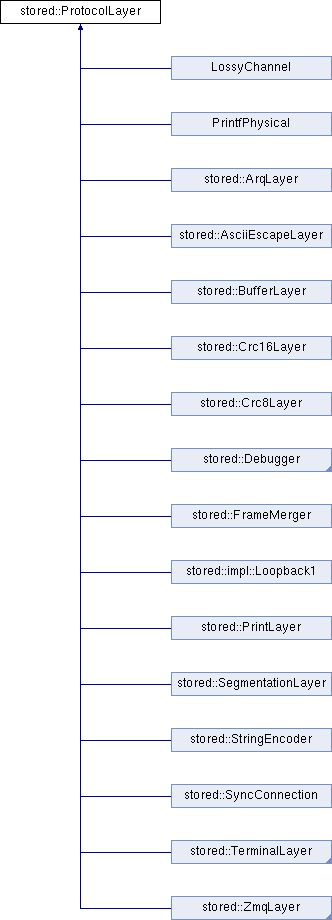 stored::ProtocolLayer
LossyChannel
PrintfPhysical
stored::ArqLayer
stored::AsciiEscapeLayer
stored::BufferLayer
stored::Crc16Layer
stored::Crc8Layer
stored::Debugger
stored::FrameMerger
stored::impl::Loopback1
stored::PrintLayer
stored::SegmentationLayer
stored::StringEncoder
stored::SyncConnection
stored::TerminalLayer
stored::ZmqLayer